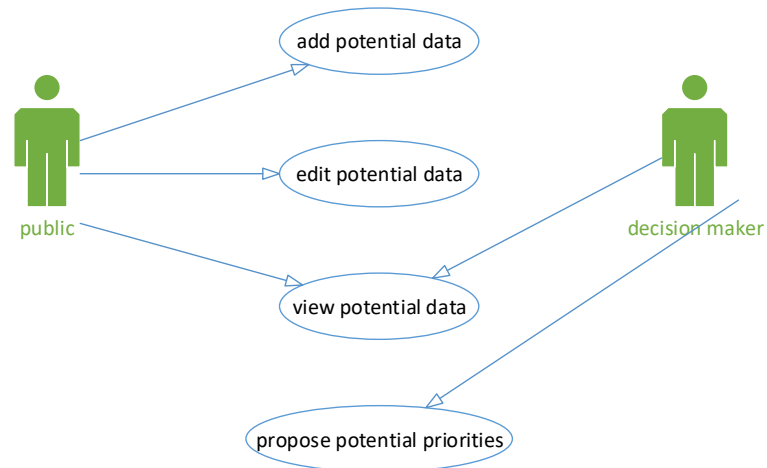 add potential data
edit potential data
public
decision maker
view potential data
propose potential priorities